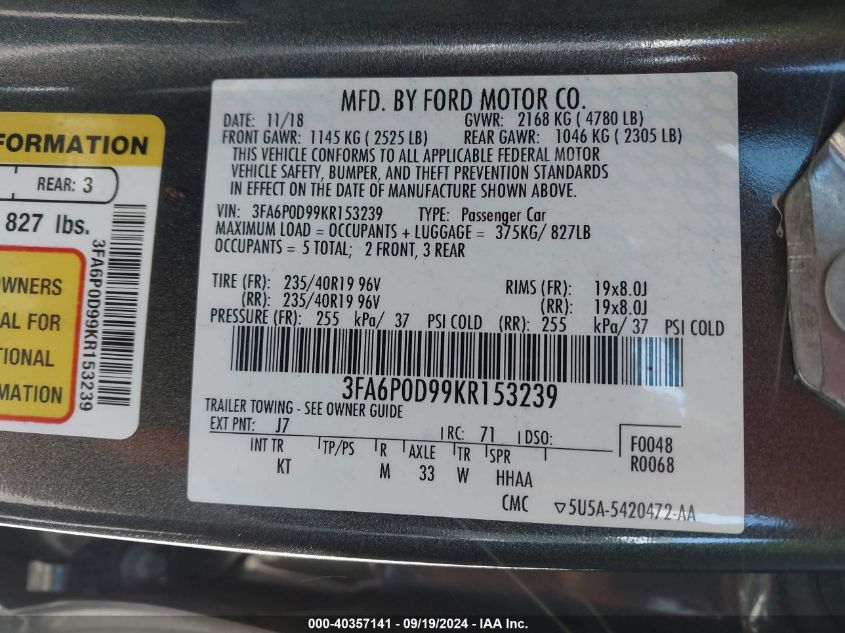 FORMATION
REAR: 3
827 lbs.
OWNERS
AL FOR
TIONAL
3FA6P0D99KR153239
MFD. BY FORD MOTOR CO.
DATE: 11/18 GVWR: 2168 KG ( 4780 LB)
FRONT GAWR: 1145 KG ( 2525 LB) REAR GAWR: 1046 KG ( 2305 LB)
THIS VEHICLE CONFORMS TO ALL APPLICABLE FEDERAL MOTOR
VEHICLE SAFETY, BUMPER, AND THEFT PREVENTION STANDARDS
IN EFFECT ON THE DATE OF MANUFACTURE SHOWN ABOVE.
VIN: 3FA6P0D99KR153239 TYPE: Passenger Car
MAXIMUM LOAD = OCCUPANTS + LUGGAGE = 375KG/ 827LB
OCCUPANTS = 5 TOTAL; 2 FRONT, 3 REAR
TIRE (FR): 235/40R19 96V RIMS (FR): 19x8.0J
(RR): 235/40R19 96V (RR): 19x8.0J
PRESSURE (FR): 255 kPa/ 37 PSI COLD (RR): 255 kPa/ 37 PSI COLD
3FA6P0D99KR153239
TRAILER TOWING - SEE OWNER GUIDE
EXT PNT: J7 RC: 71 DSO: F0048
INT TR TP/PS R AXLE TR SPR R0068
KT M 33 W HHAA
CMC ▽5U5A-5420472-AA
000-40357141 - 09/19/2024 - IAA Inc.